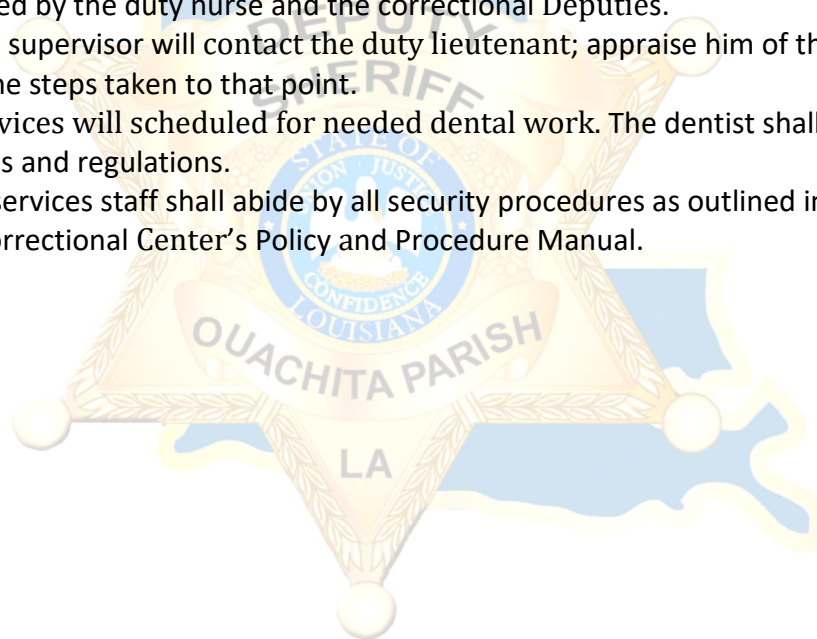 ed by the duty nurse and the correctional Deputies.
supervisor will contact the duty lieutenant; appraise him of th
ne steps taken to that point.
vices will scheduled for needed dental work. The dentist shall
s and regulations.
services staff shall abide by all security procedures as outlined in
orrectional Center's Policy and Procedure Manual.
DEPUTY
SHERIFF
STATE OF
UNION JUSTICE
CONFIDENCE
LOUISIANA
OUACHITA PARISH
LA